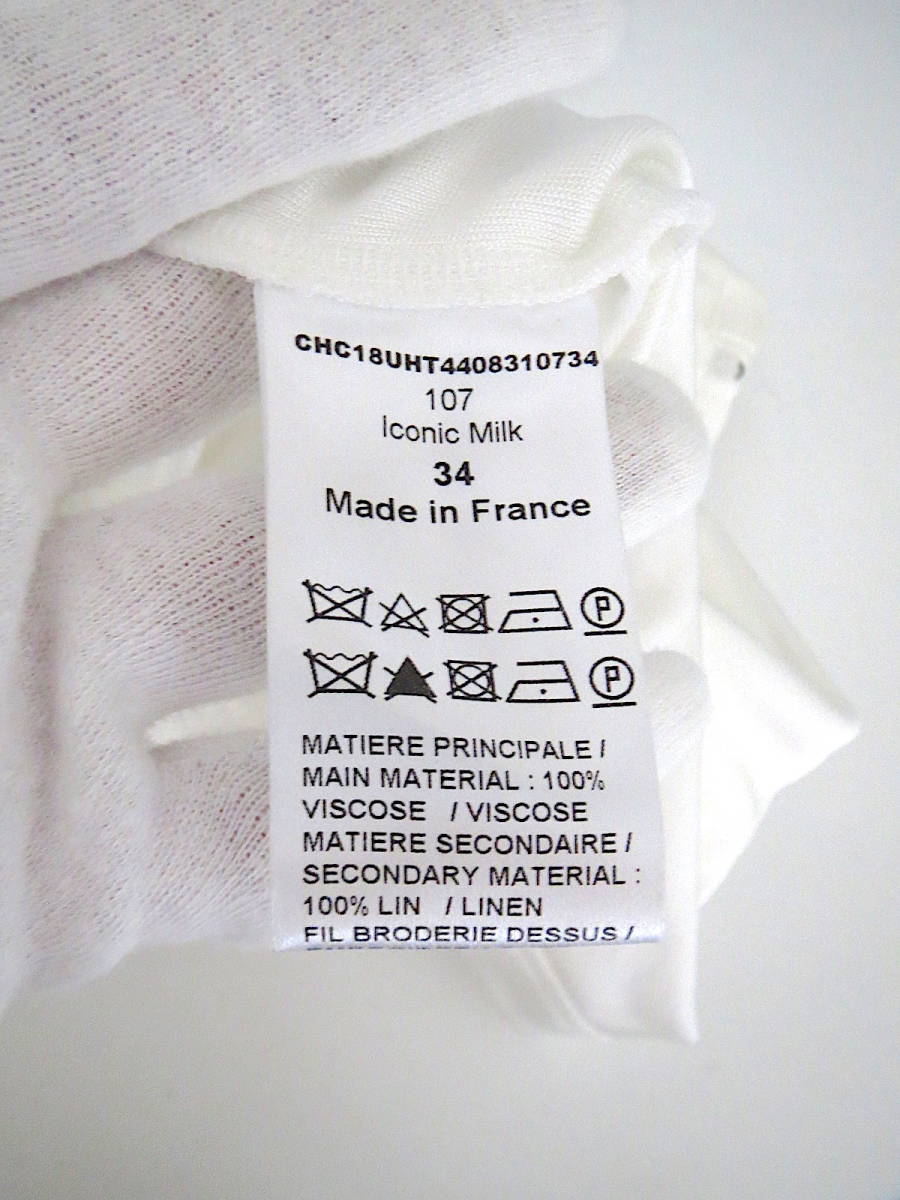 CHC18UHT4408310734
107
Iconic Milk
34
Made in France
P
P
MATIERE PRINCIPALE /
MAIN MATERIAL : 100%
VISCOSE / VISCOSE
MATIERE SECONDAIRE /
SECONDARY MATERIAL :
100% LIN / LINEN
FIL BRODERIE DESSUS /